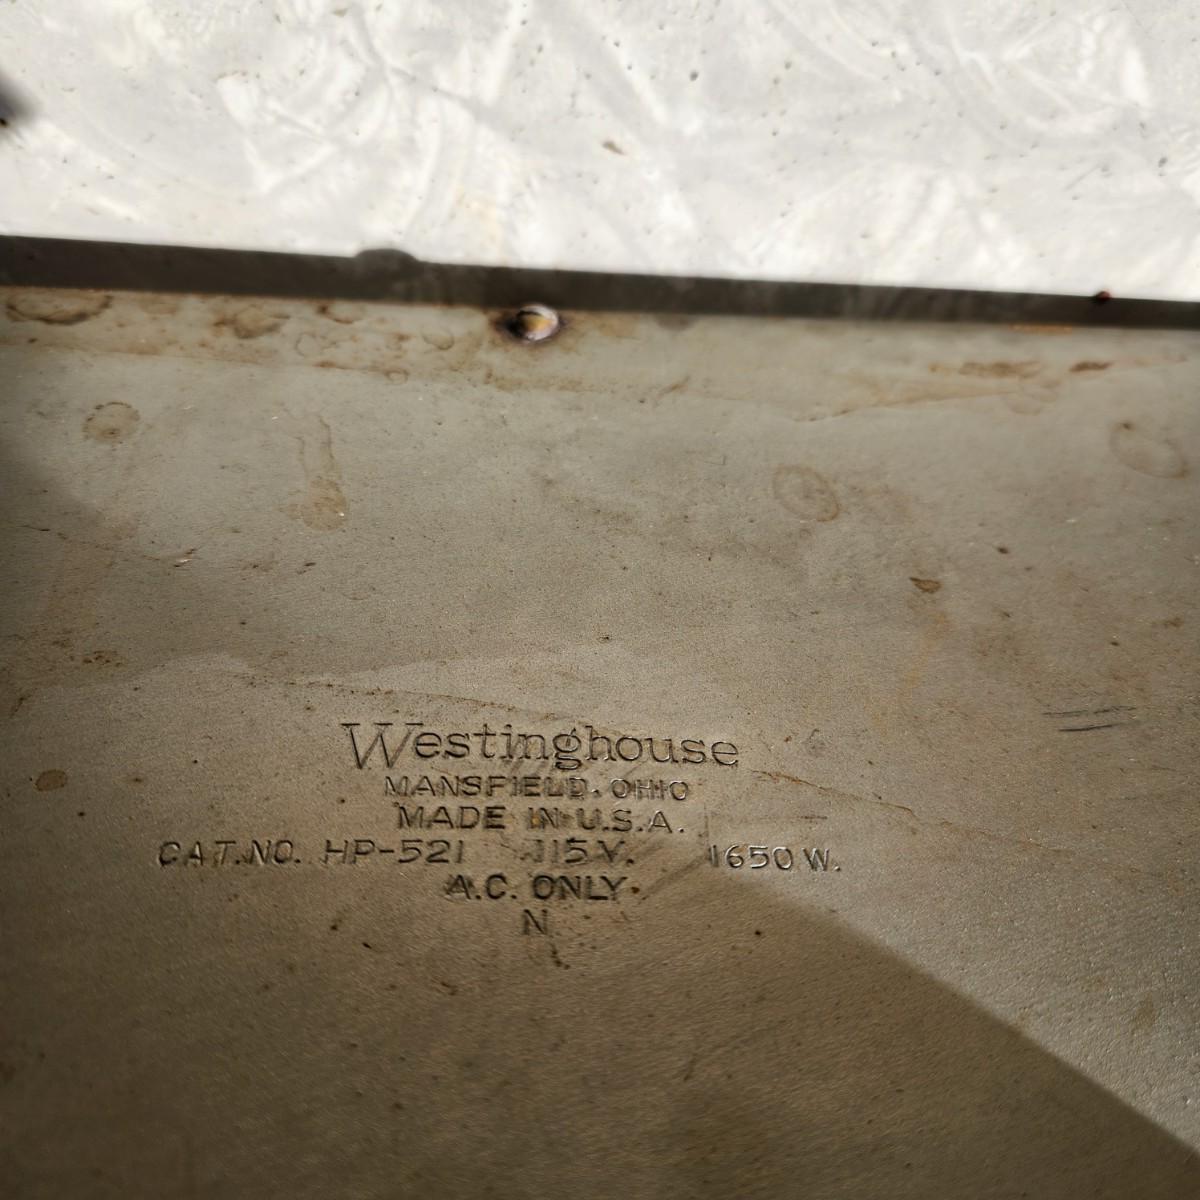 Westinghouse
MANSFIELD, OHIO
MADE IN U.S.A.
CAT.NO. HP-521 115 V. 1650 W.
A.C. ONLY
N